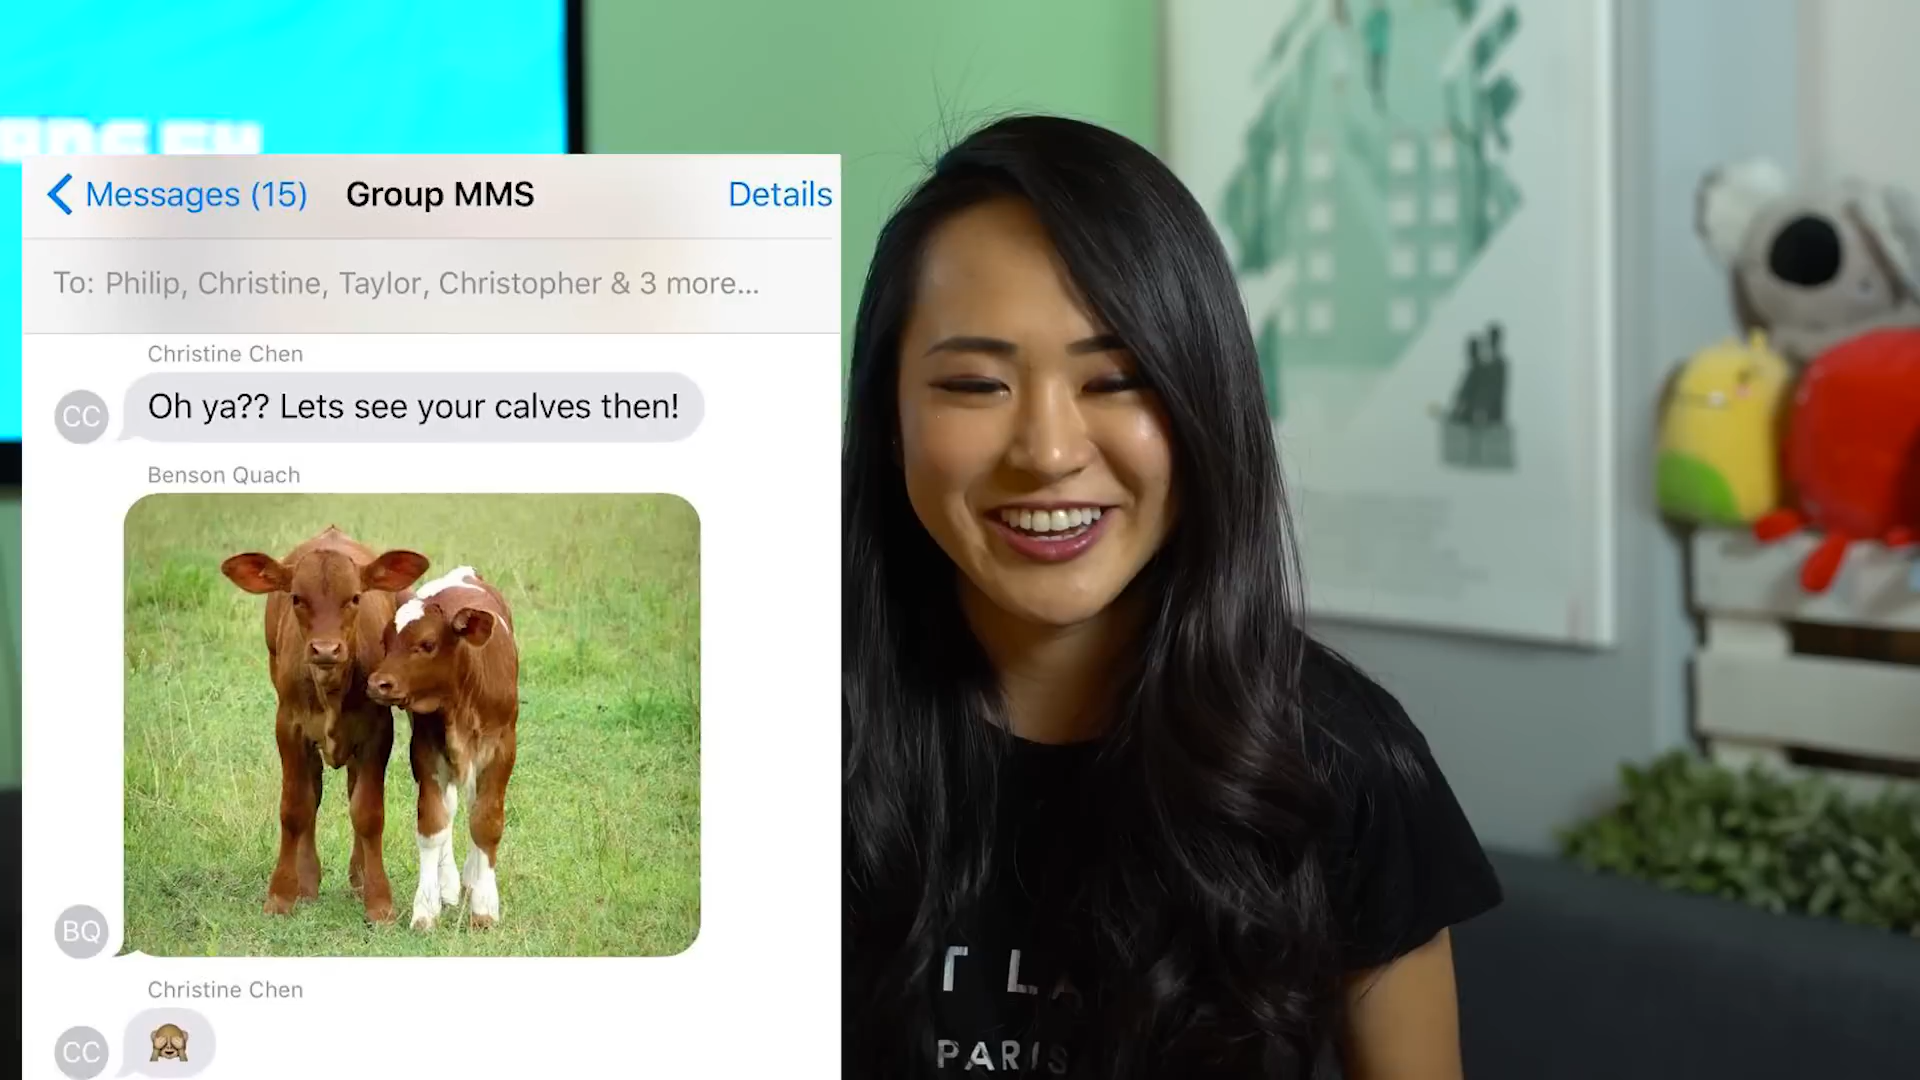 Messages (15) Group MMS Details
To: Philip, Christine, Taylor, Christopher & 3 more...
Christine Chen
CC Oh ya?? Lets see your calves then!
Benson Quach
BQ
Christine Chen
CC
PARIS